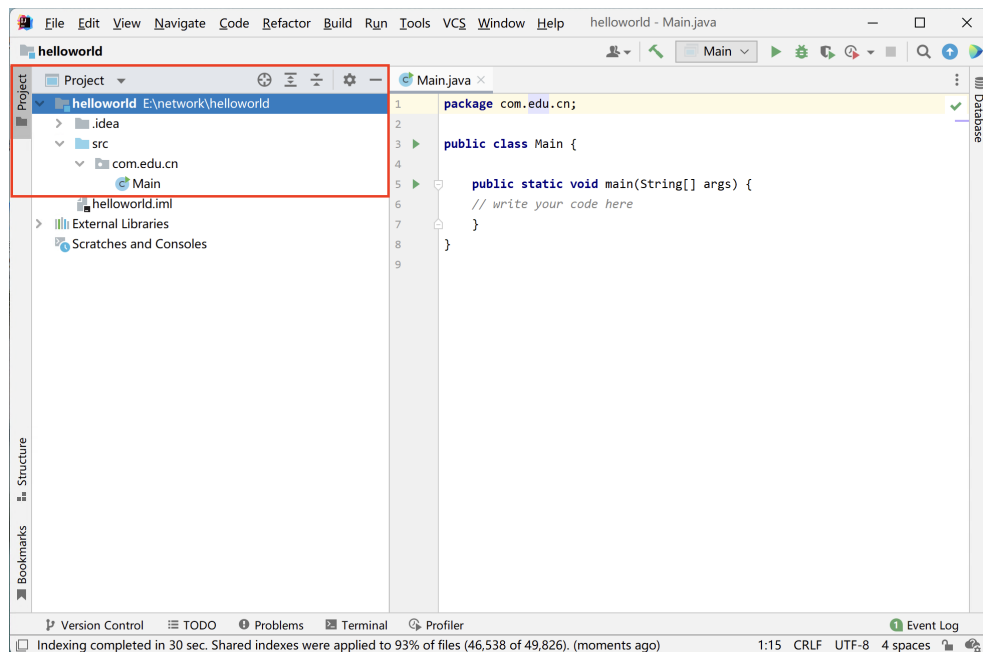 File Edit View Navigate Code Refactor Build Run Tools VCS Window Help helloworld - Main.java
helloworld Main
Project Project Main.java
helloworld E:\network\helloworld
.idea
src
com.edu.cn
Main
helloworld.iml
External Libraries
Scratches and Consoles
1 package com.edu.cn;
2
3 public class Main {
4
5 public static void main(String[] args) {
6 // write your code here
7 }
8 }
9
Database
Structure
Bookmarks
Version Control TODO Problems Terminal Profiler 1 Event Log
Indexing completed in 30 sec. Shared indexes were applied to 93% of files (46,538 of 49,826). (moments ago) 1:15 CRLF UTF-8 4 spaces